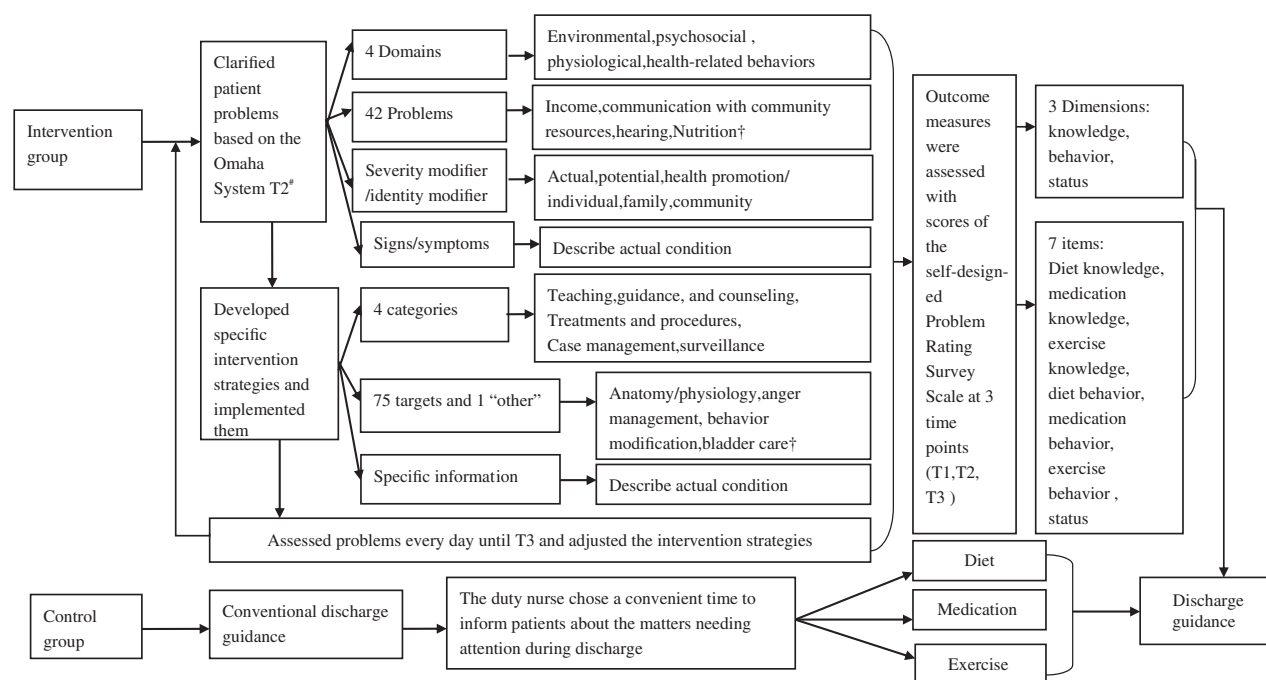 Intervention
group
Clarified
patient
problems
based on the
Omaha
System T2#
4 Domains
Environmental,psychosocial ,
physiological,health-related behaviors
42 Problems
Income,communication with community
resources,hearing,Nutrition†
Severity modifier
/identity modifier
Actual,potential,health promotion/
individual,family,community
Signs/symptoms
Describe actual condition
Developed
specific
intervention
strategies and
implemented
them
4 categories
Teaching,guidance, and counseling,
Treatments and procedures,
Case management,surveillance
75 targets and 1 “other”
Anatomy/physiology,anger
management, behavior
modification,bladder care†
Specific information
Describe actual condition
Assessed problems every day until T3 and adjusted the intervention strategies
Outcome
measures
were
assessed
with
scores of
the
self-design-
ed
Problem
Rating
Survey
Scale at 3
time
points
(T1,T2,
T3 )
3 Dimensions:
knowledge,
behavior,
status
7 items:
Diet knowledge,
medication
knowledge,
exercise
knowledge,
diet behavior,
medication
behavior,
exercise
behavior ,
status
Control
group
Conventional discharge
guidance
The duty nurse chose a convenient time to
inform patients about the matters needing
attention during discharge
Diet
Medication
Exercise
Discharge
guidance